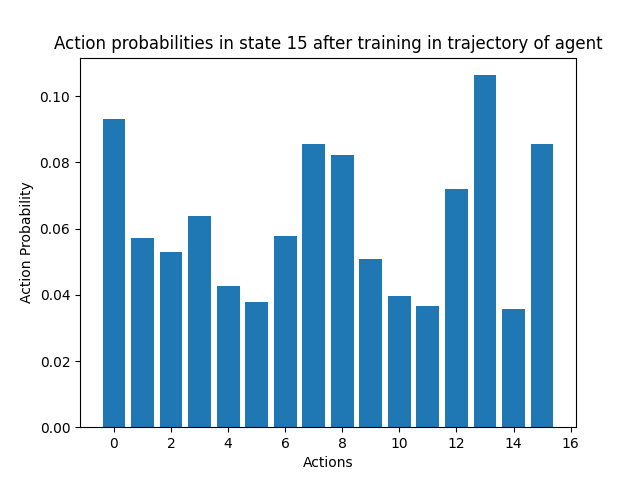 Action probabilities in state 15 after training in trajectory of agent
0.10
0.08
0.06
0.04
0.02
0.00
Action Probability
0 2 4 6 8 10 12 14 16
Actions